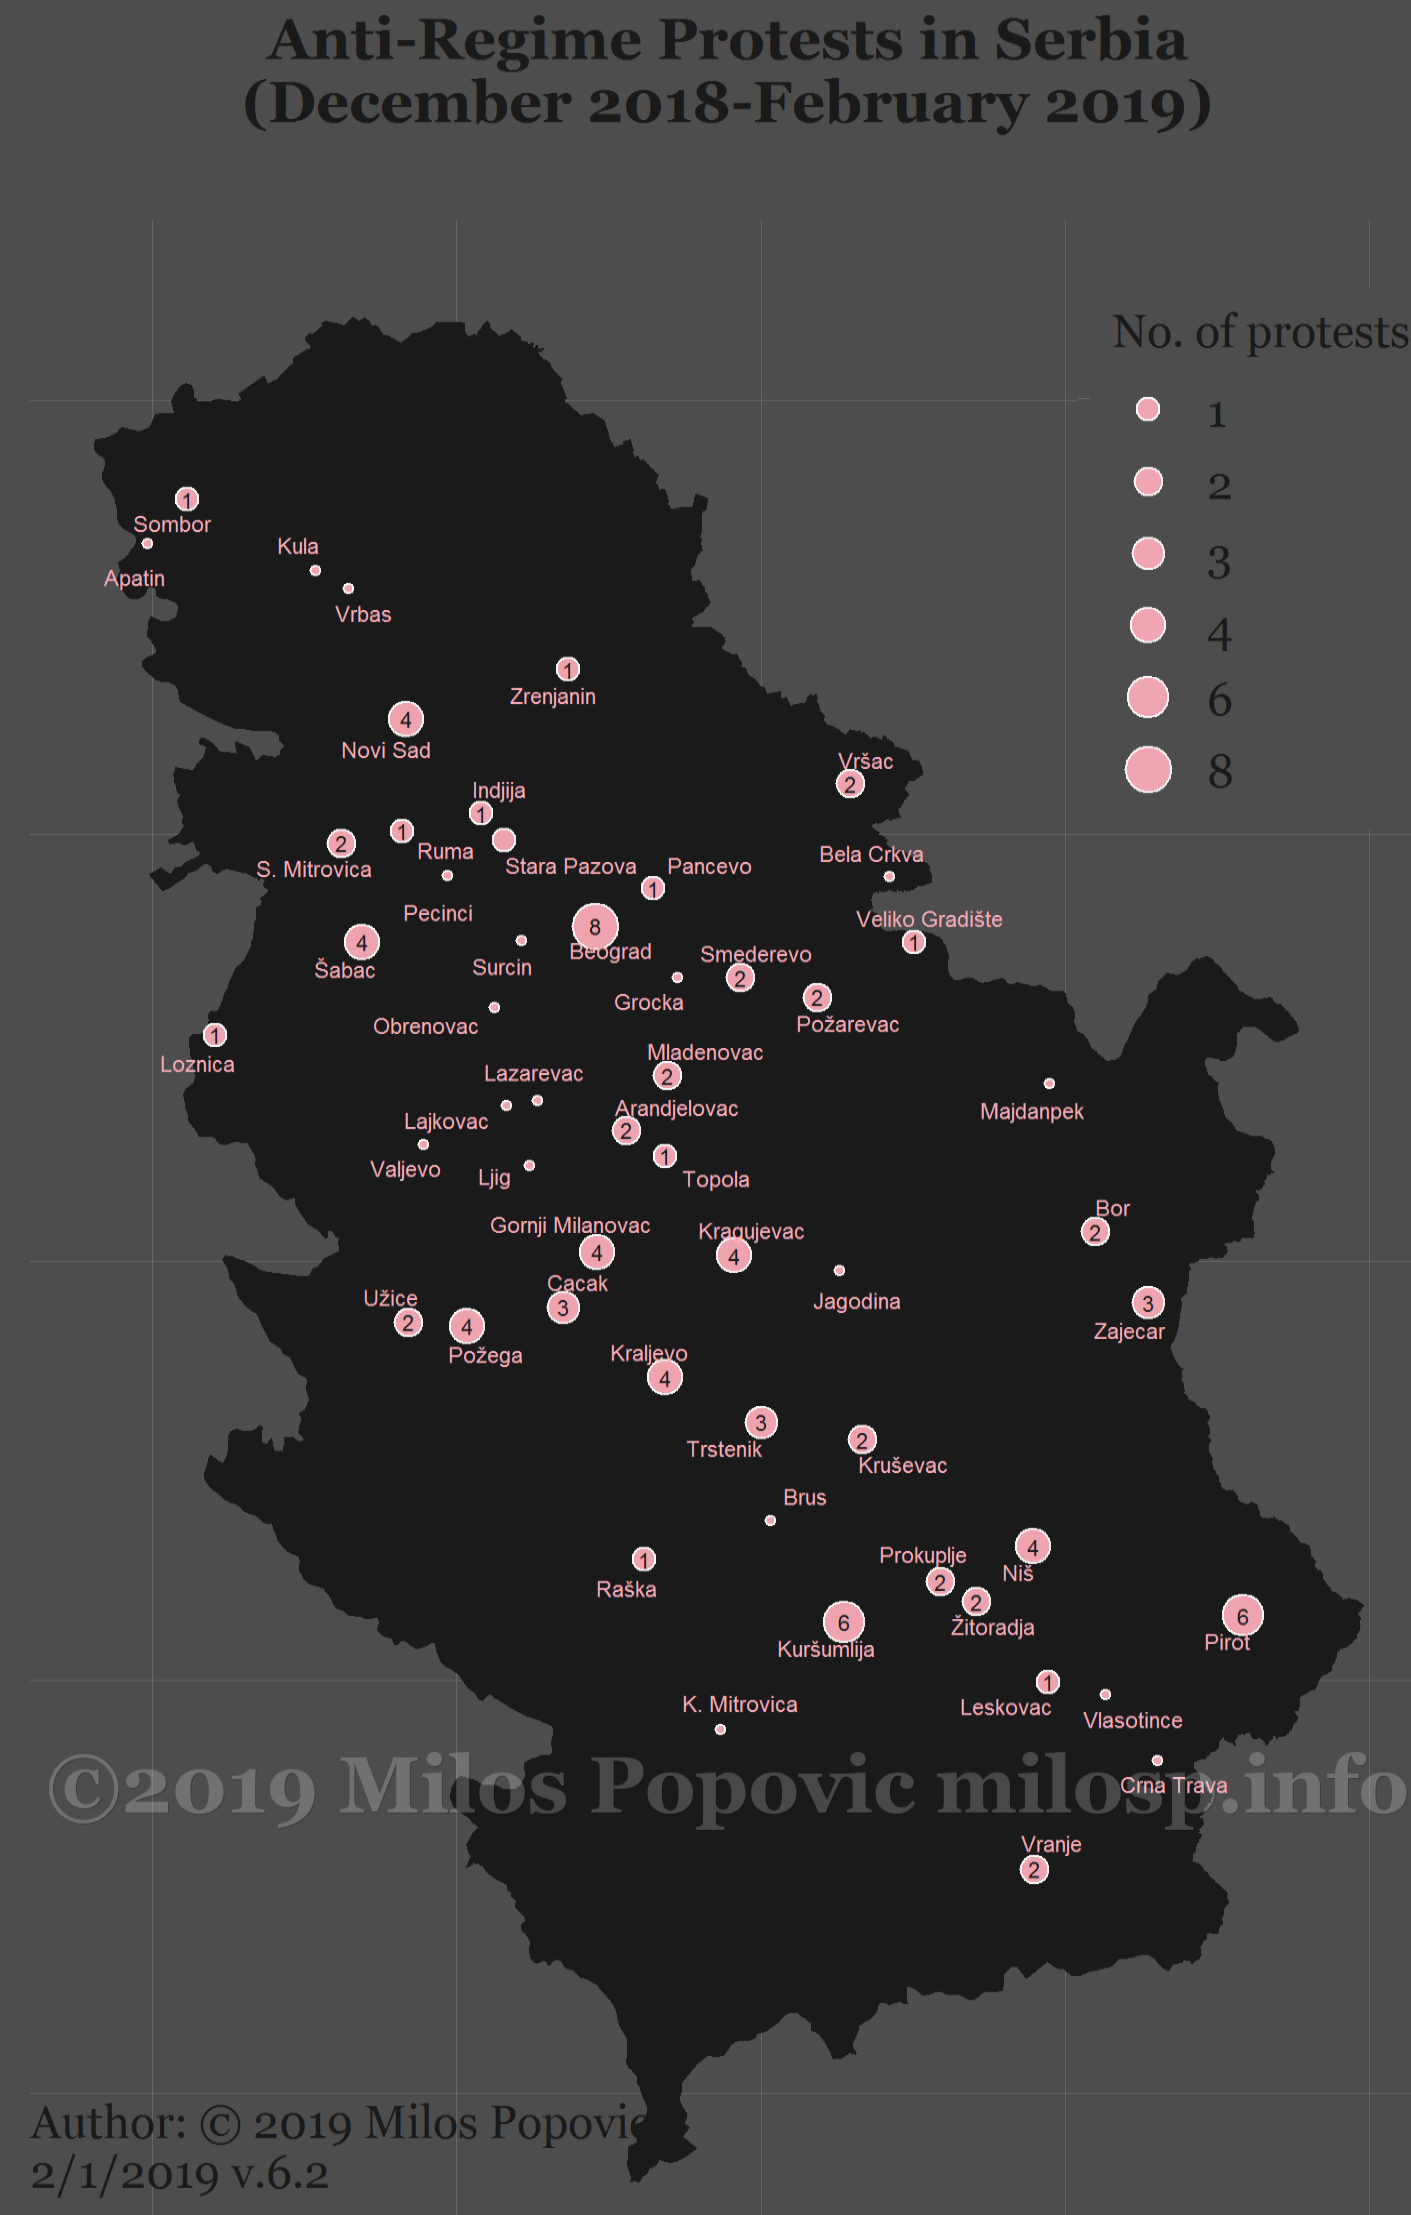 Anti-Regime Protests in Serbia
(December 2018-February 2019)
No. of protests
1
2
3
4
6
8
1
Sombor
Apatin
Kula
Vrbas
1
Zrenjanin
4
Novi Sad
Vršac
2
Indjija
1
1
Ruma
2
S. Mitrovica
Stara Pazova
Pancevo
1
Bela Crkva
Pecinci
Veliko Gradište
1
8
Beograd
4
Šabac
Surcin
Smederevo
2
Grocka
2
Požarevac
Obrenovac
1
Loznica
Mladenovac
2
Lazarevac
Lajkovac
Majdanpek
Arandjelovac
2
Valjevo
Ljig
1
Topola
Bor
2
Gornji Milanovac
4
Kragujevac
4
Jagodina
Cacak
3
Užice
2
4
Požega
3
Zajecar
Kraljevo
4
3
Trstenik
2
Kruševac
Brus
4
Niš
Prokuplje
2
1
Raška
2
Žitoradja
6
Kuršumlija
6
Pirot
1
Leskovac
Vlasotince
K. Mitrovica
Crna Trava
©2019 Milos Popovic milosp.info
Vranje
2
Author: © 2019 Milos Popovic
2/1/2019 v.6.2